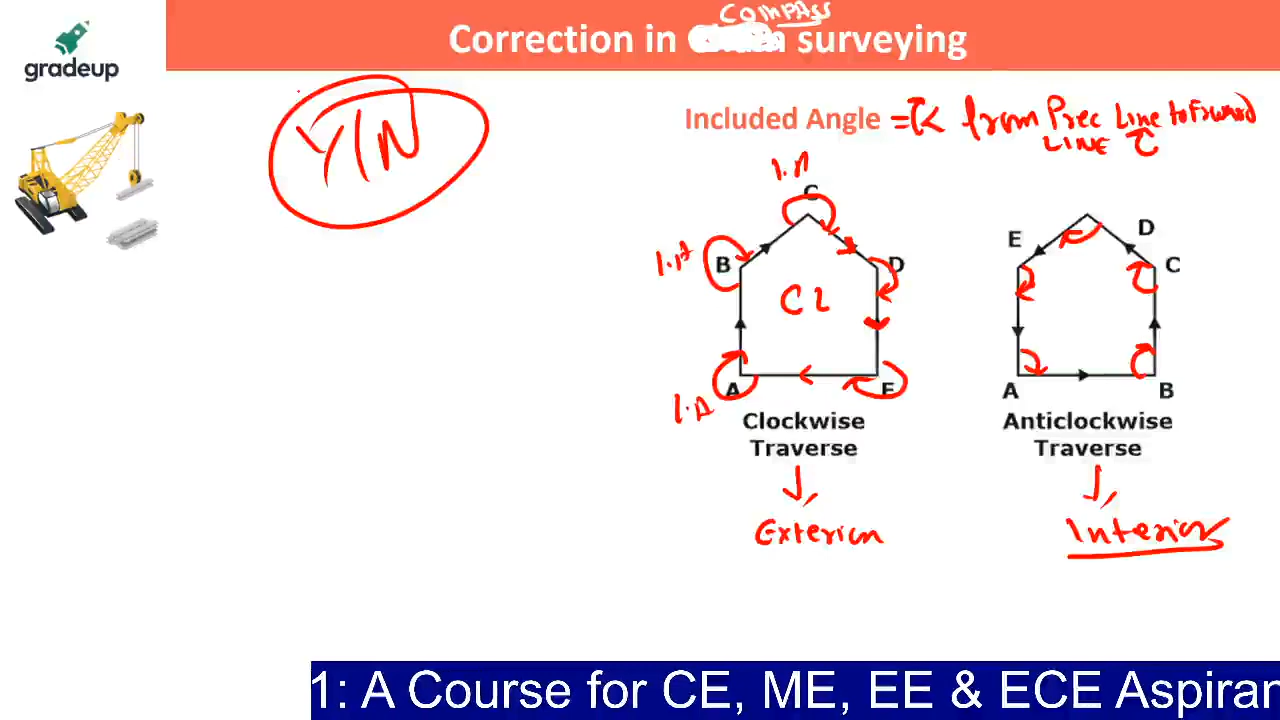 gradeup
COMPASS
Correction in surveying
Y/N
Included Angle = from Prec Line to Forward
LINE
I.A
C
I.A
B
D
CL
A
E
I.A
Clockwise
Traverse
Exterior
E
D
C
A
B
Anticlockwise
Traverse
Interior
1: A Course for CE, ME, EE & ECE Aspiran